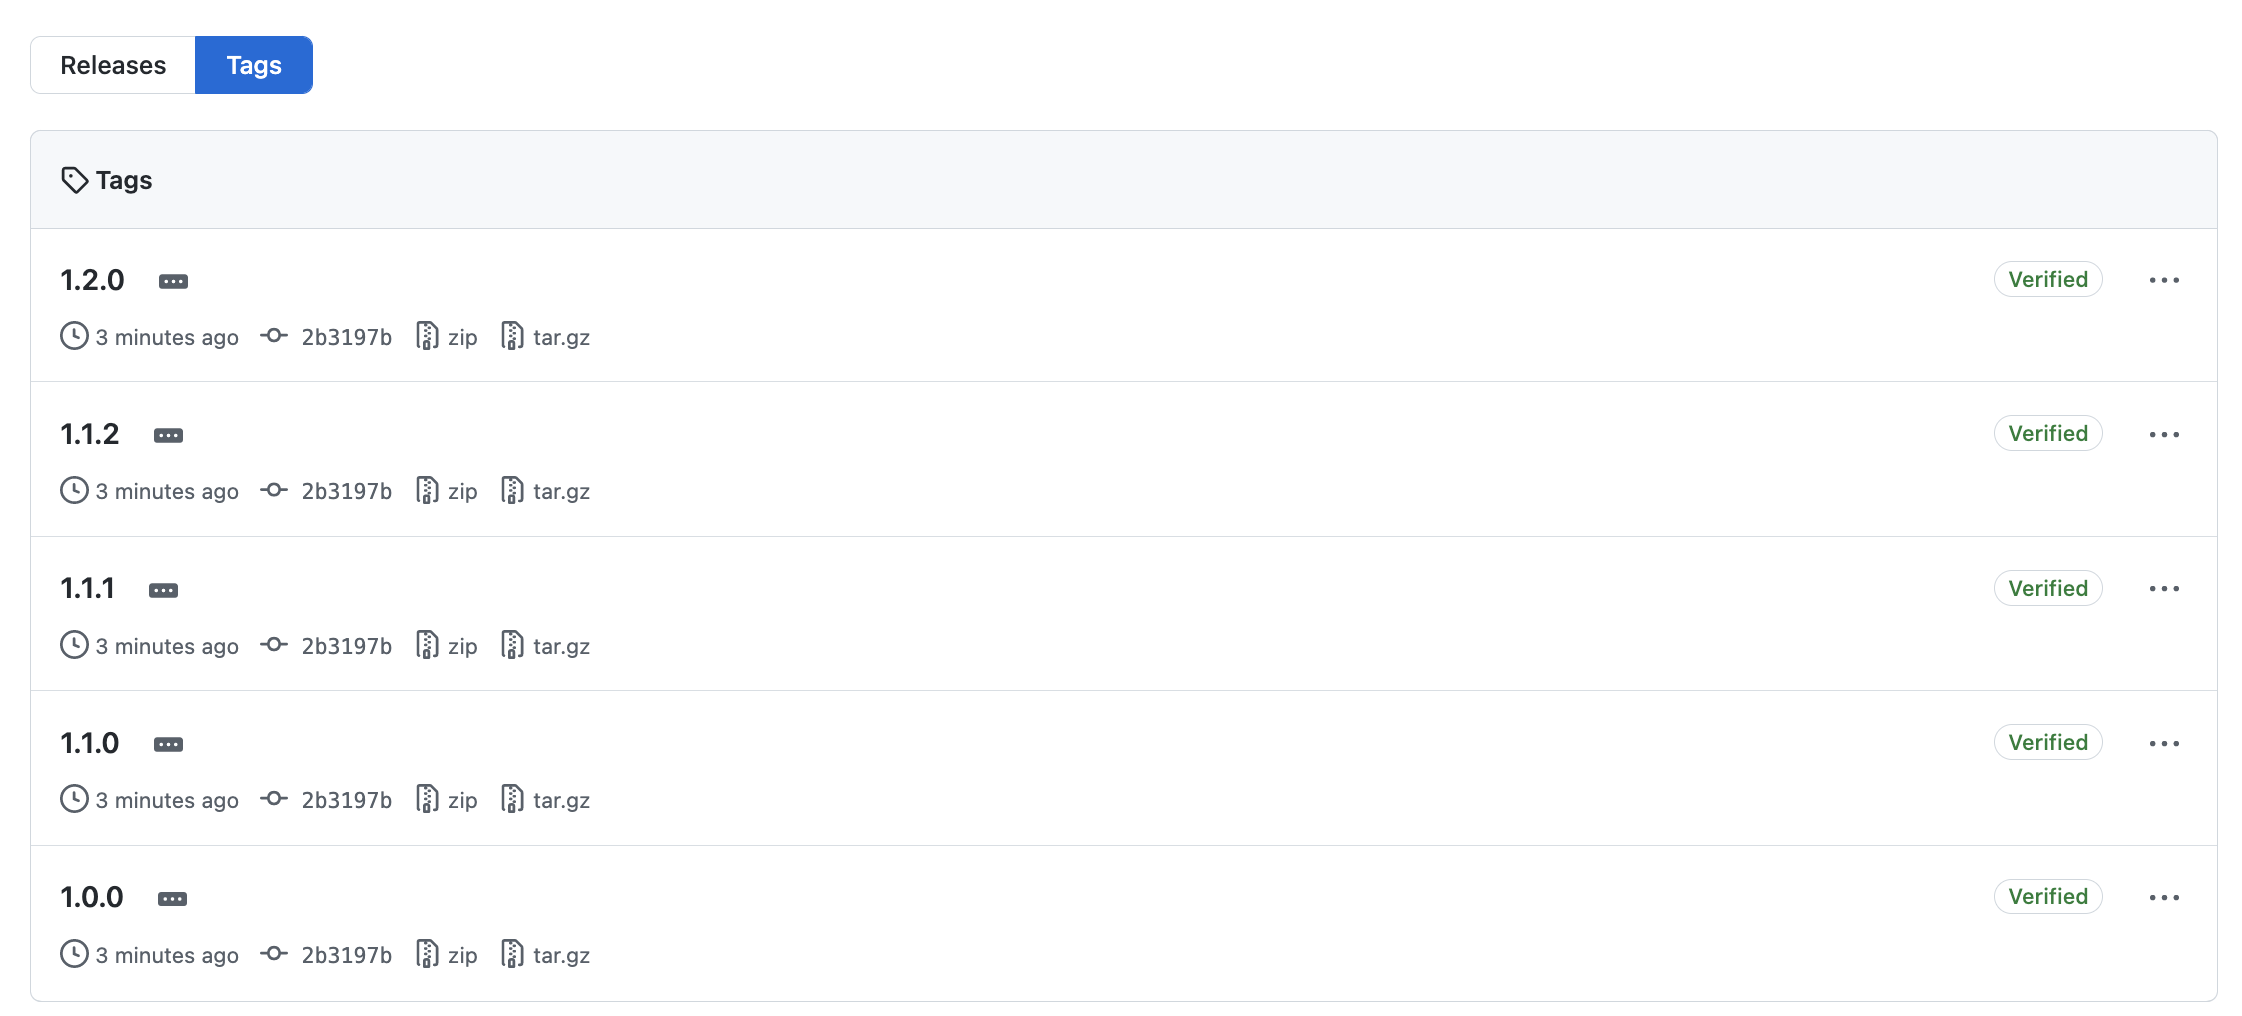 Releases Tags
Tags
1.2.0 Verified
3 minutes ago 2b3197b zip tar.gz
1.1.2 Verified
3 minutes ago 2b3197b zip tar.gz
1.1.1 Verified
3 minutes ago 2b3197b zip tar.gz
1.1.0 Verified
3 minutes ago 2b3197b zip tar.gz
1.0.0 Verified
3 minutes ago 2b3197b zip tar.gz